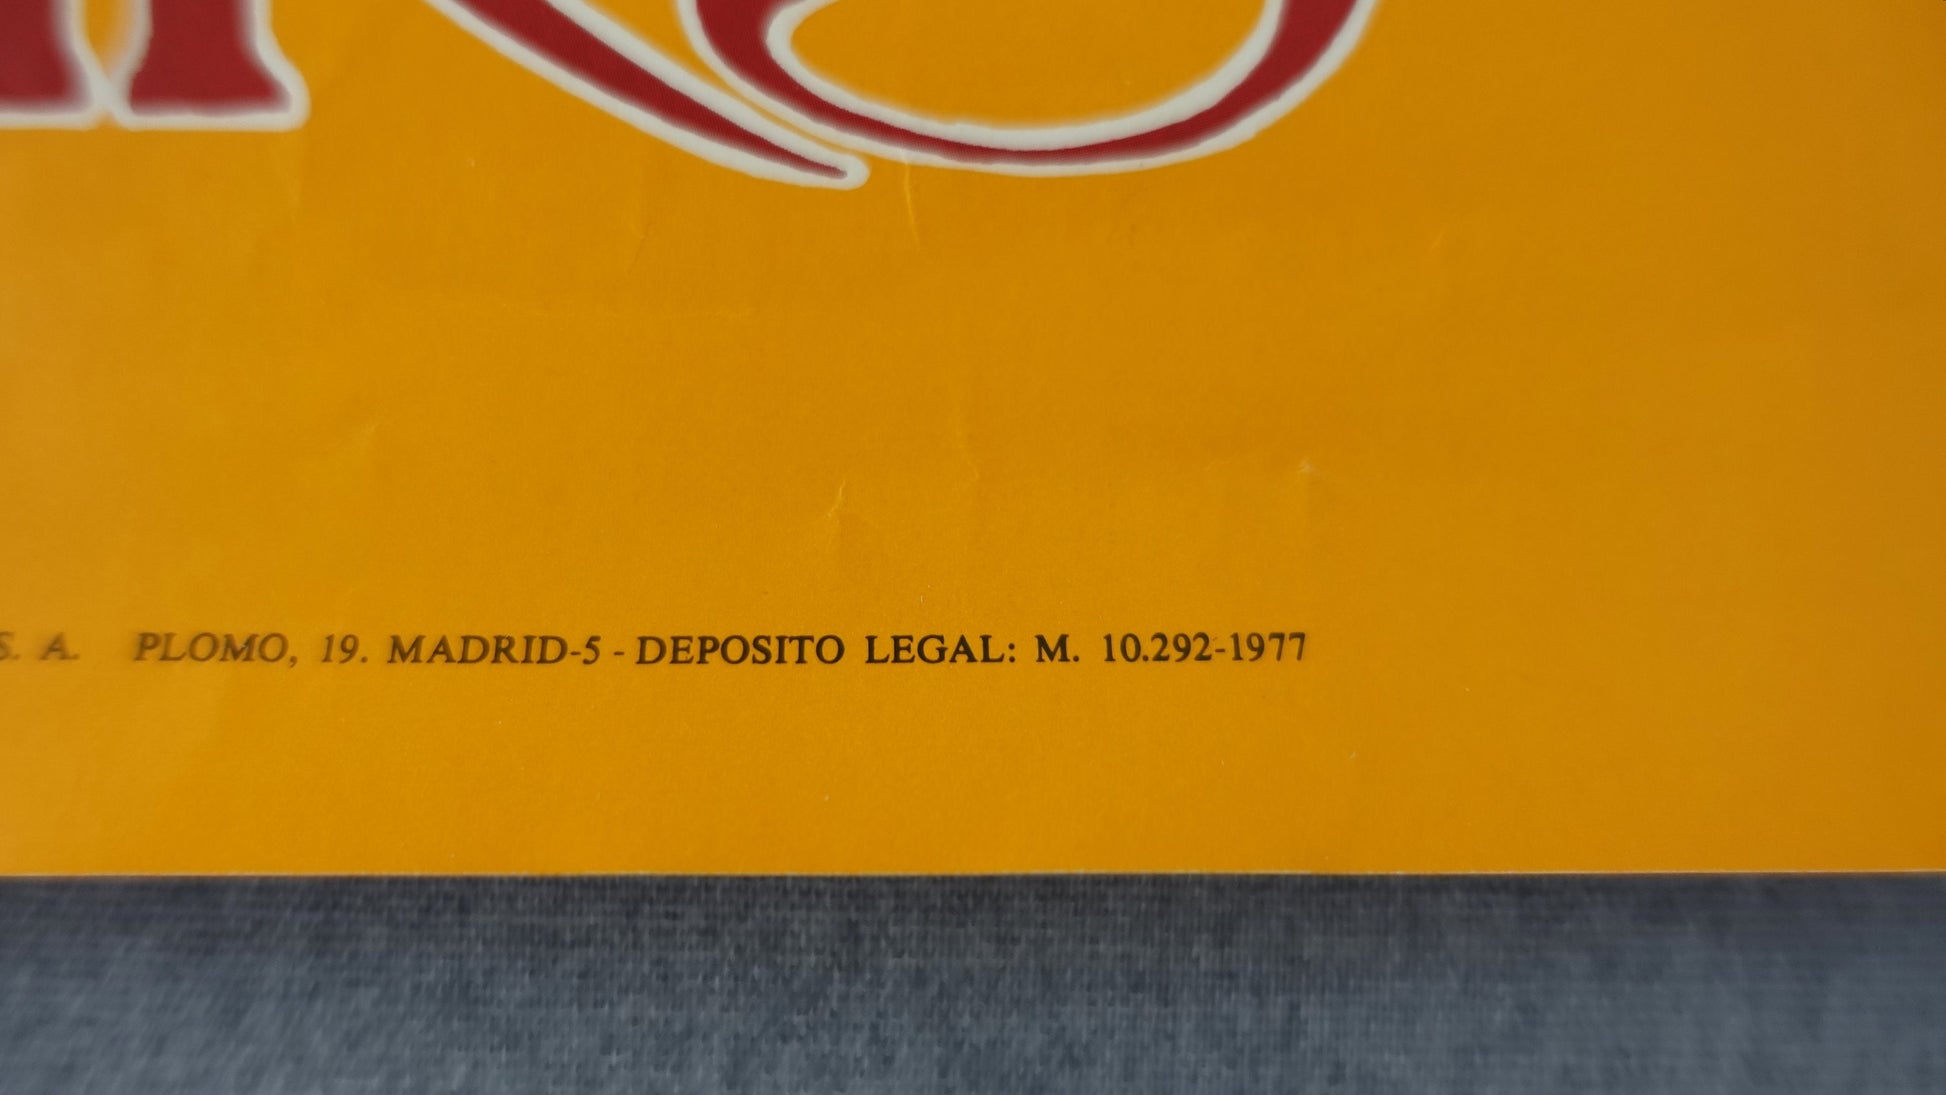 S. A. PLOMO, 19. MADRID-5 - DEPOSITO LEGAL: M. 10.292-1977